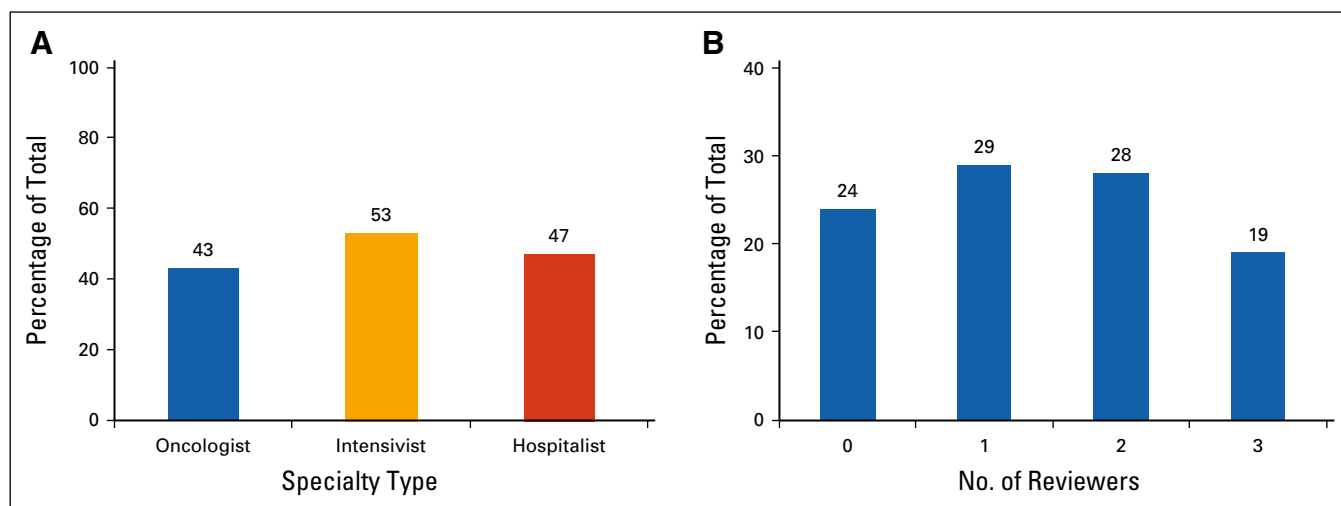 A
Percentage of Total
100
80
60
40
20
0
43
53
47
Oncologist
Intensivist
Hospitalist
Specialty Type
B
Percentage of Total
40
30
20
10
0
24
29
28
19
0
1
2
3
No. of Reviewers